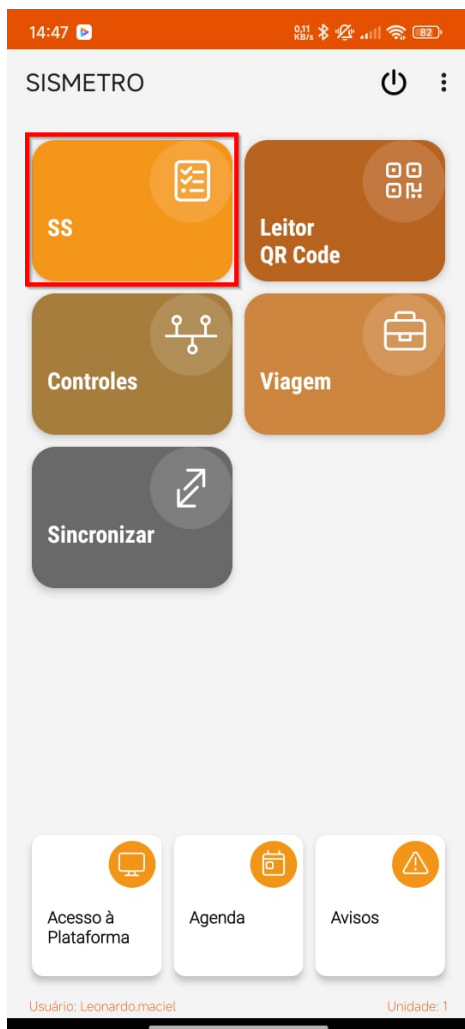 14:47
0,11
KB/s
82
SISMETRO
SS
Leitor
QR Code
Controles
Viagem
Sincronizar
Acesso à
Plataforma
Agenda
Avisos
Usuário: Leonardo.maciel
Unidade: 1